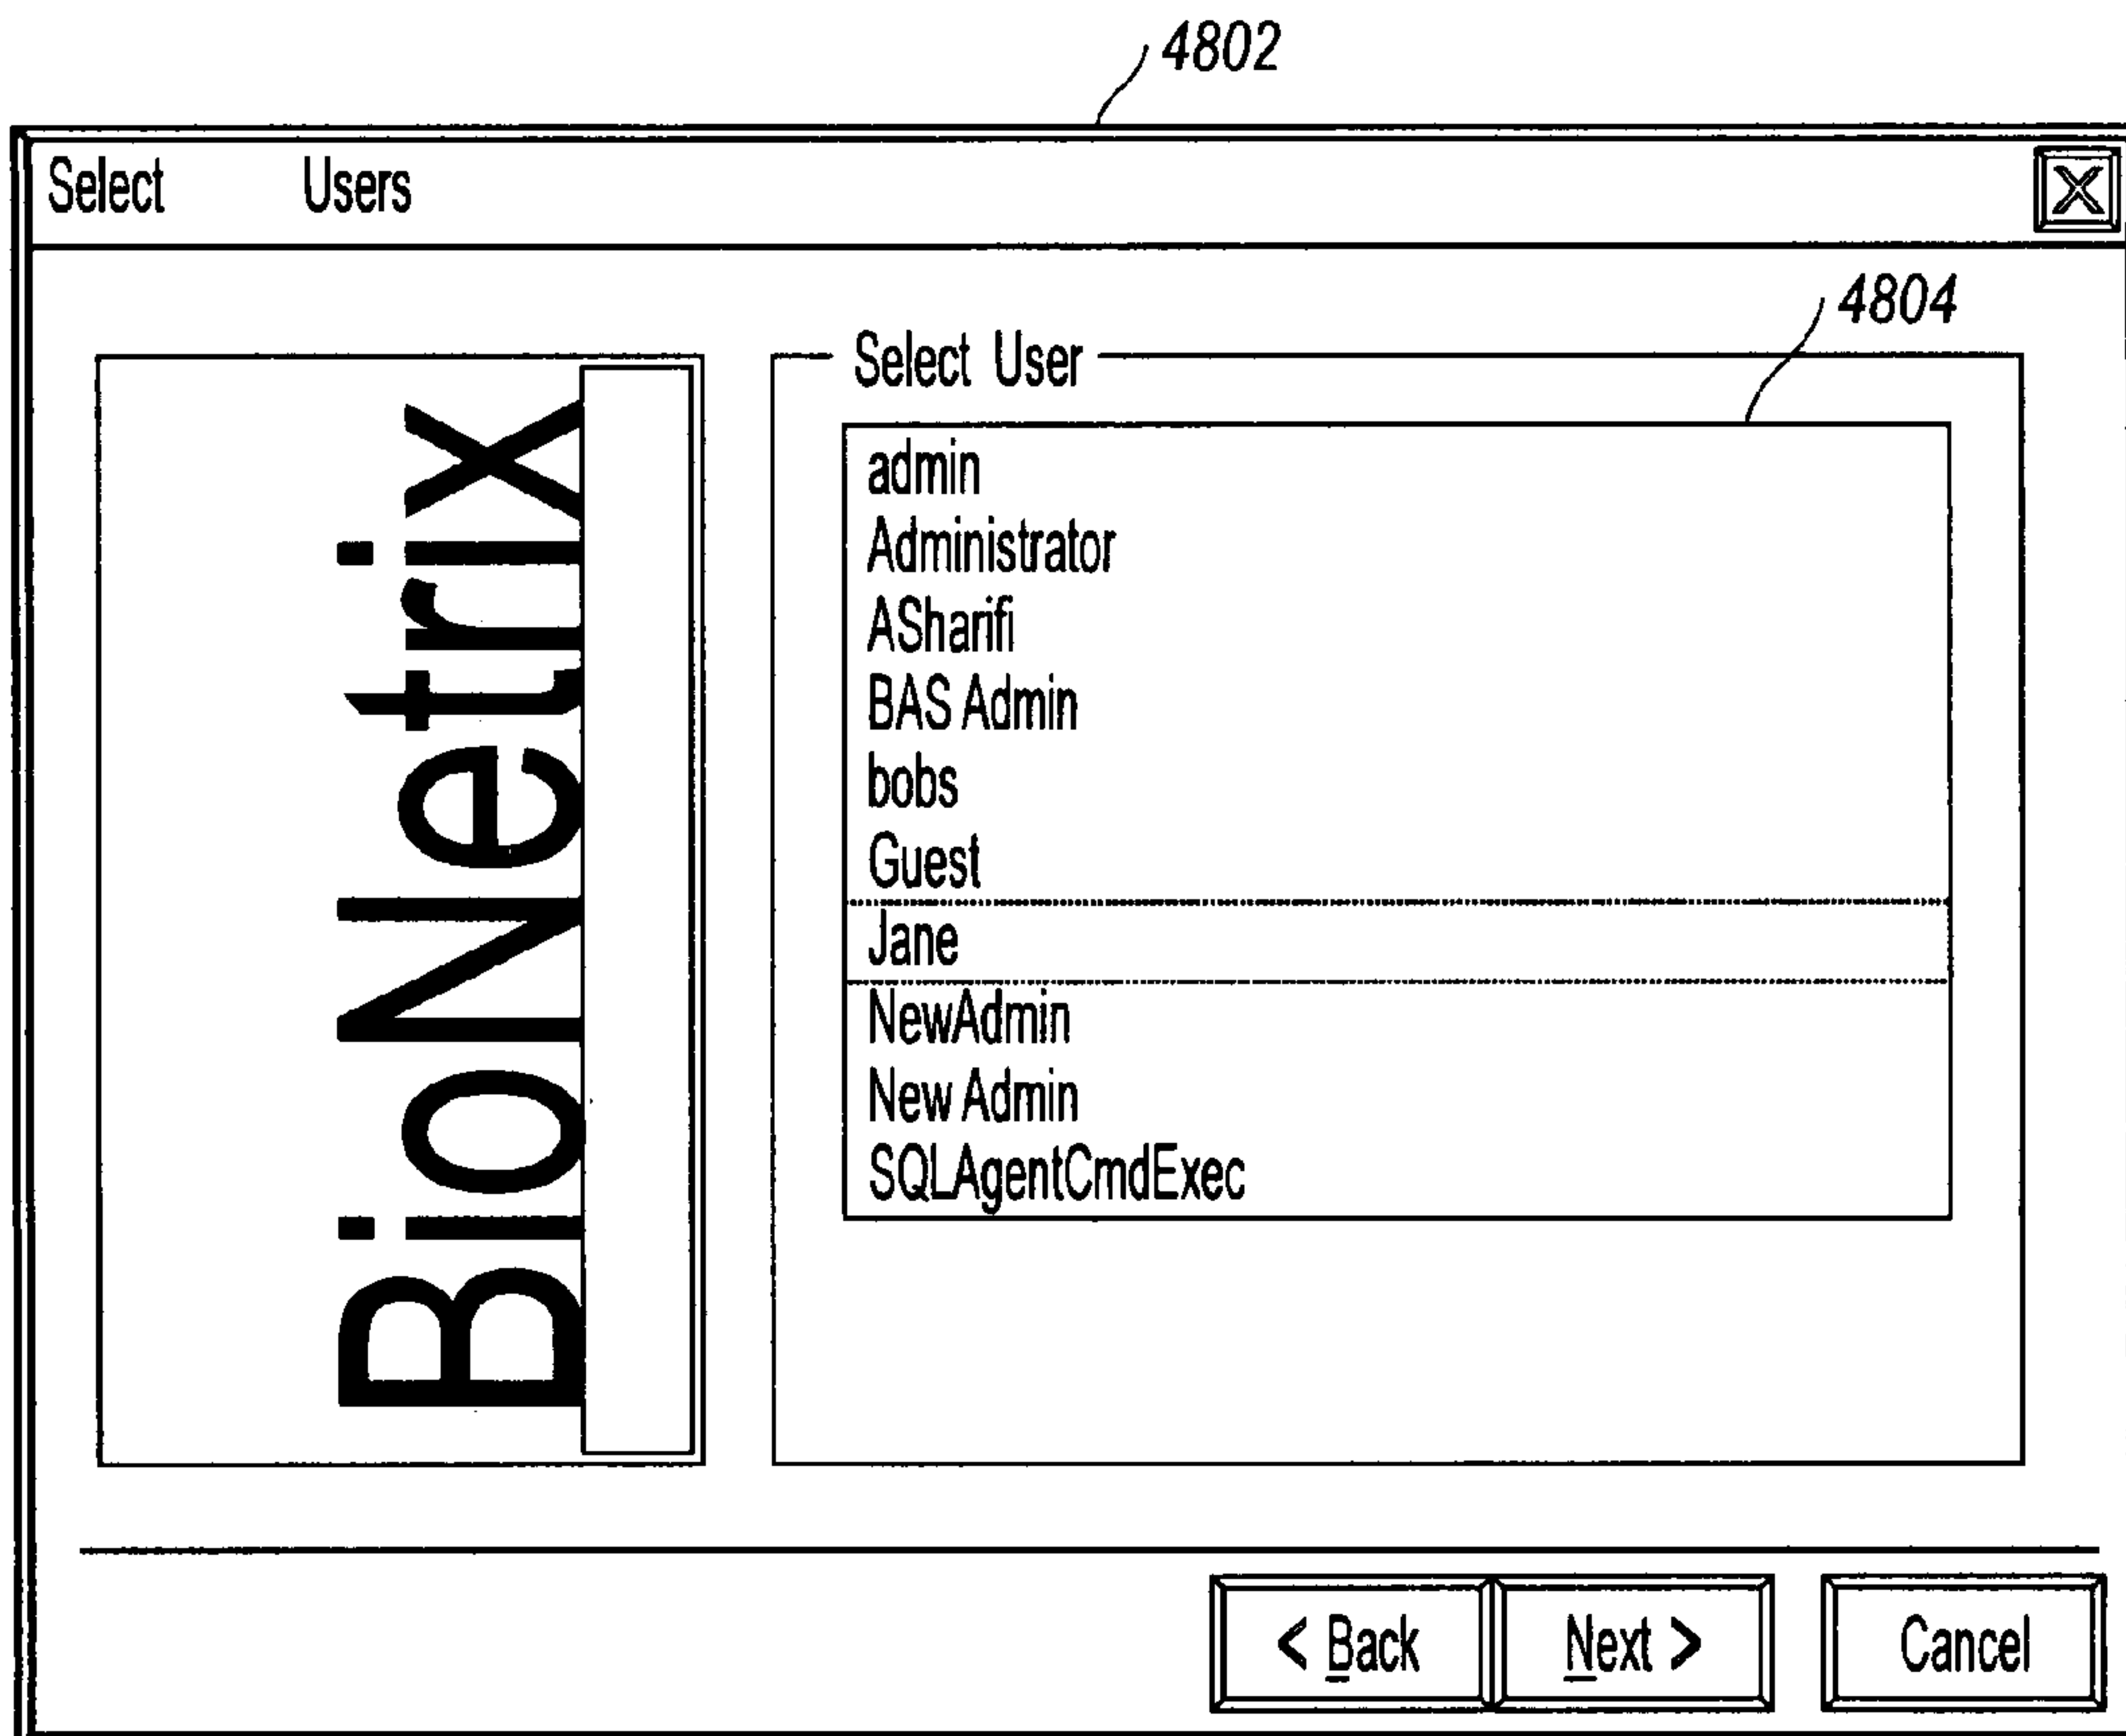 4802
Select Users
X
4804
BioNetrix
Select User
admin
Administrator
ASharifi
BAS Admin
bobs
Guest
Jane
NewAdmin
New Admin
SQLAgentCmdExec
< Back Next > Cancel